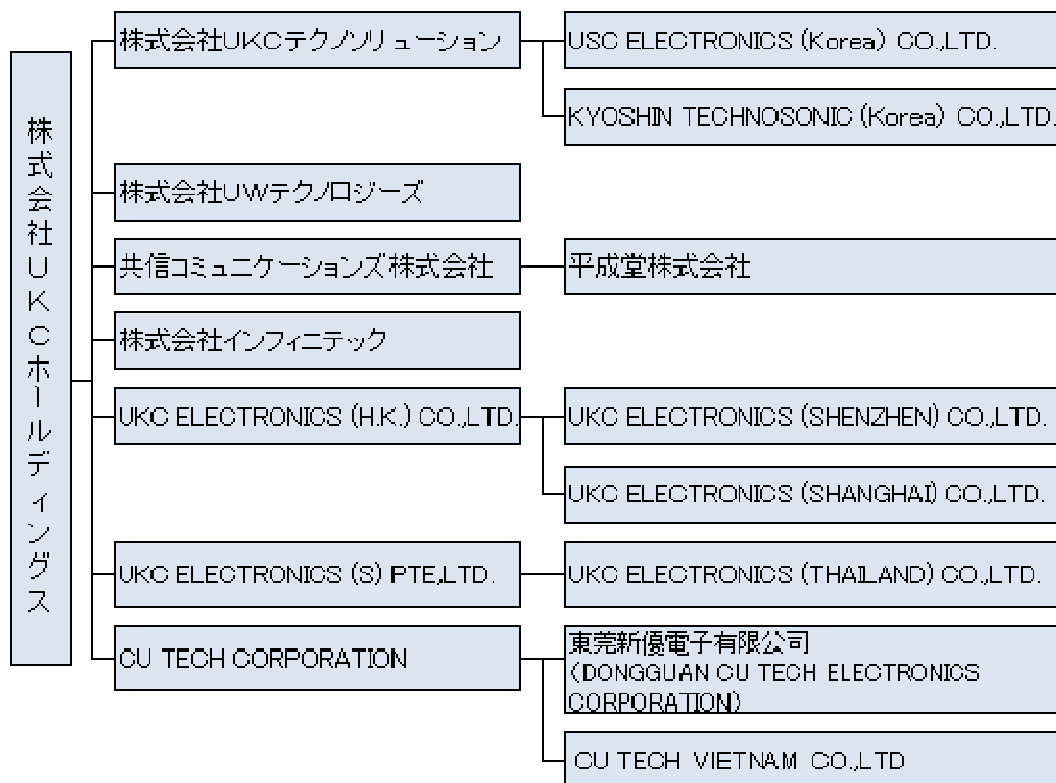 株式会社UKCホールディングス
株式会社UKCテクノソリューション
USC ELECTRONICS (Korea) CO.,LTD.
KYOSHIN TECHNOSONIC (Korea) CO.,LTD.
株式会社UWテクノロジーズ
共信コミュニケーションズ株式会社
平成堂株式会社
株式会社インフィニテック
UKC ELECTRONICS (H.K.) CO.,LTD.
UKC ELECTRONICS (SHENZHEN) CO.,LTD.
UKC ELECTRONICS (SHANGHAI) CO.,LTD.
UKC ELECTRONICS (S) PTE,LTD.
UKC ELECTRONICS (THAILAND) CO.,LTD.
CU TECH CORPORATION
東莞新優電子有限公司
(DONGGUAN CU TECH ELECTRONICS
CORPORATION)
CU TECH VIETNAM CO.,LTD